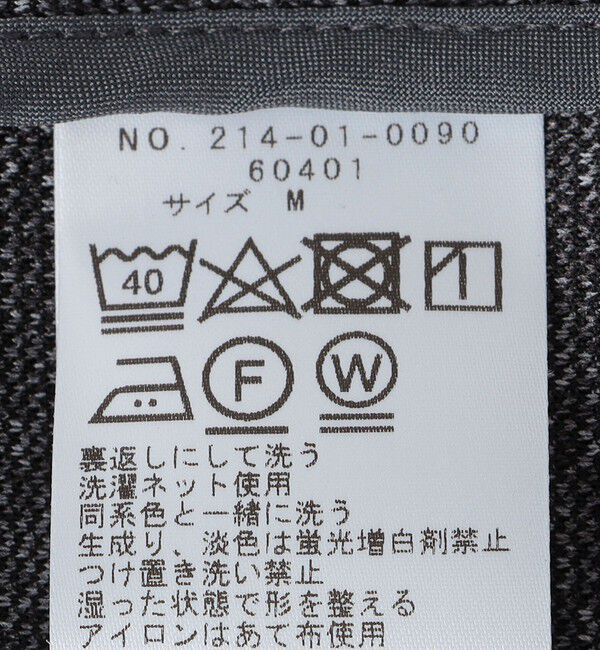 NO. 214-01-0090
60401
サイズ M
40
F W
裏返しにして洗う
洗濯ネット使用
同系色と一緒に洗う
生成り、淡色は蛍光増白剤禁止
つけ置き洗い禁止
湿った状態で形を整える
アイロンはあて布使用